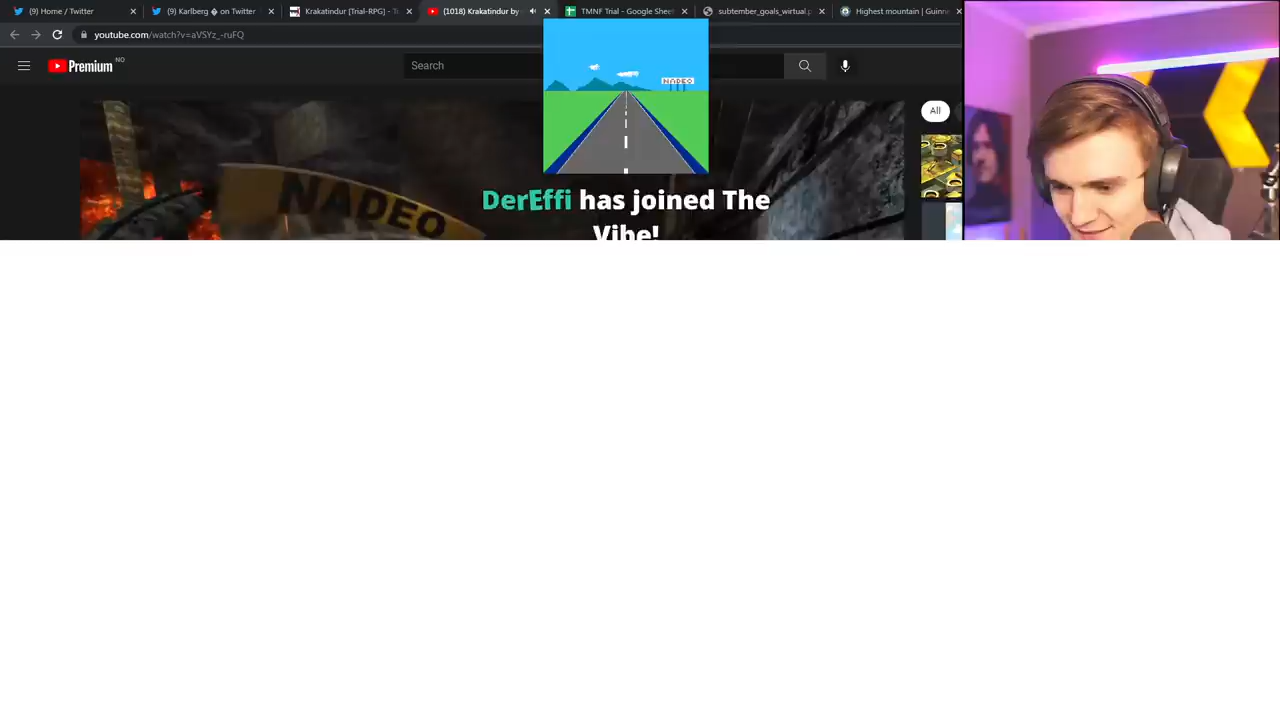 (9) Home / Twitter
(9) Karlberg � on Twitter
Krakatindur [Trial-RPG] - T
(1018) Krakatindur by
TMNF Trial - Google Sheet
subtember_goals_wirtual.p
Highest mountain | Guinn
youtube.com/watch?v=aVSYz_-ruFQ
Premium NO
Search
NADEO
All
NADEO
DerEffi has joined The
Vibe!